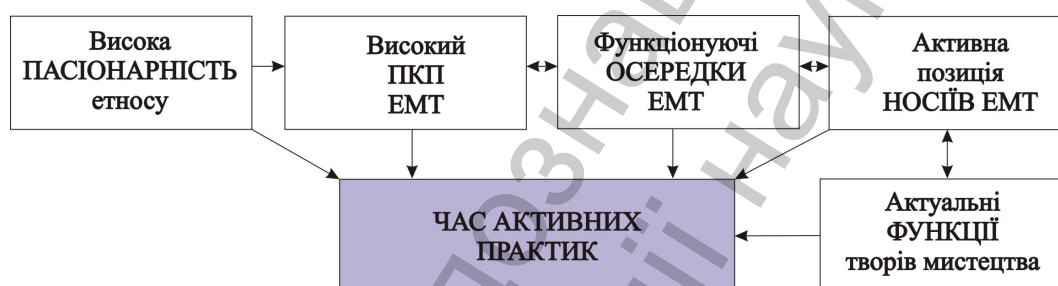 Висока
ПАСІОНАРНІСТЬ
етносу
Високий
ПКП
ЕМТ
Функціонуючі
ОСЕРЕДКИ
ЕМТ
Активна
позиція
НОСІЇВ ЕМТ
ЧАС АКТИВНИХ
ПРАКТИК
Актуальні
ФУНКЦІЇ
творів мистецтва